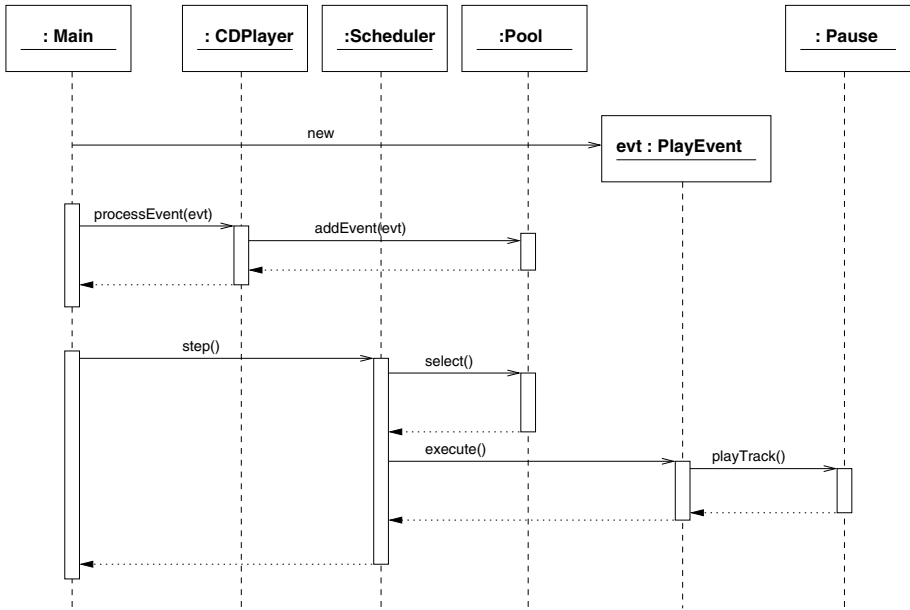 : Main
: CDPlayer
:Scheduler
:Pool
: Pause
new
evt : PlayEvent
processEvent(evt)
addEvent(evt)
step()
select()
execute()
playTrack()